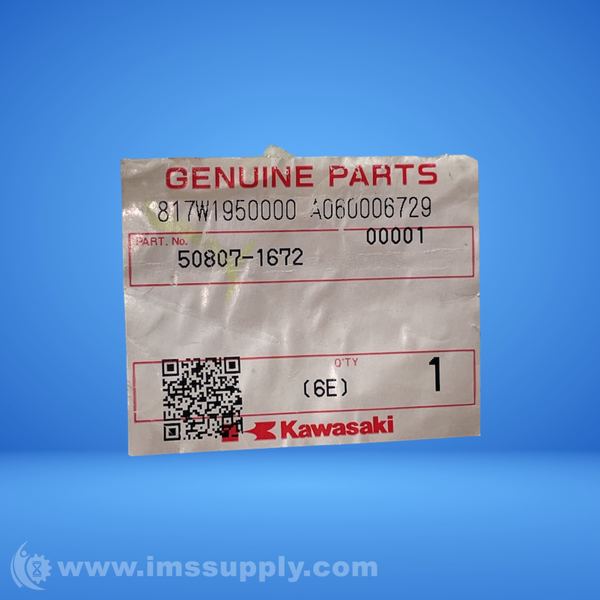 GENUINE PARTS
817W1950000 A060006729
00001
PART. No.
50807-1672
Q'TY
(6E) 1
Kawasaki
www.imssupply.com